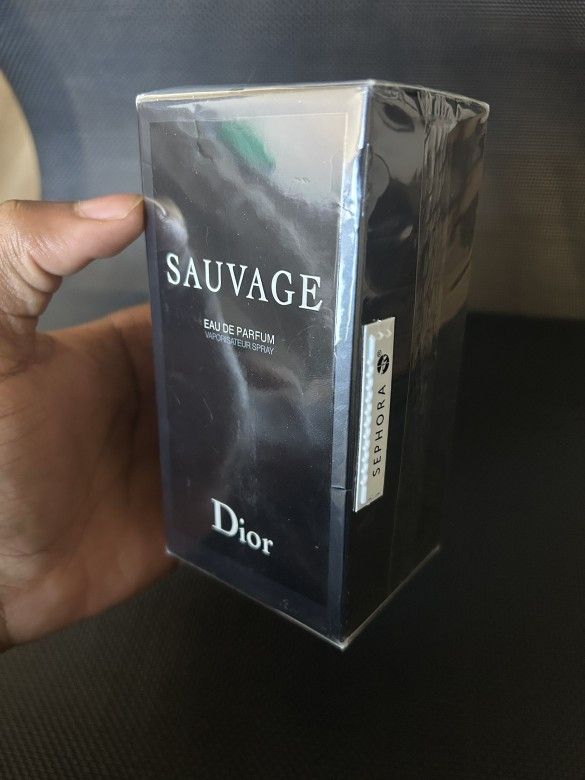 SAUVAGE
EAU DE PARFUM
VAPORISATEUR SPRAY
Dior
SEPHORA